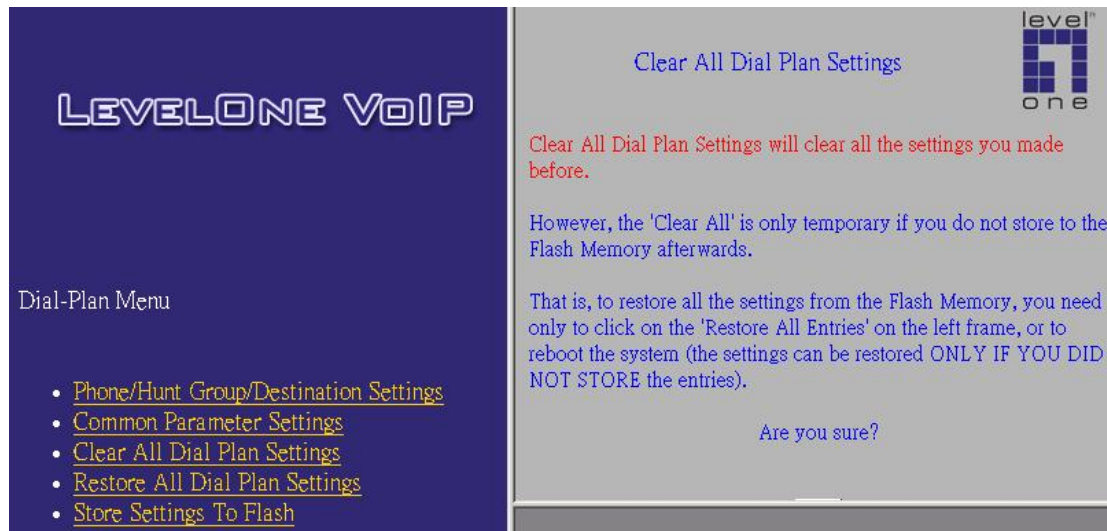 LEVELONE VOIP
Dial-Plan Menu
Phone/Hunt Group/Destination Settings
Common Parameter Settings
Clear All Dial Plan Settings
Restore All Dial Plan Settings
Store Settings To Flash
level
one
Clear All Dial Plan Settings
Clear All Dial Plan Settings will clear all the settings you made
before.
However, the 'Clear All' is only temporary if you do not store to the
Flash Memory afterwards.
That is, to restore all the settings from the Flash Memory, you need
only to click on the 'Restore All Entries' on the left frame, or to
reboot the system (the settings can be restored ONLY IF YOU DID
NOT STORE the entries).
Are you sure?